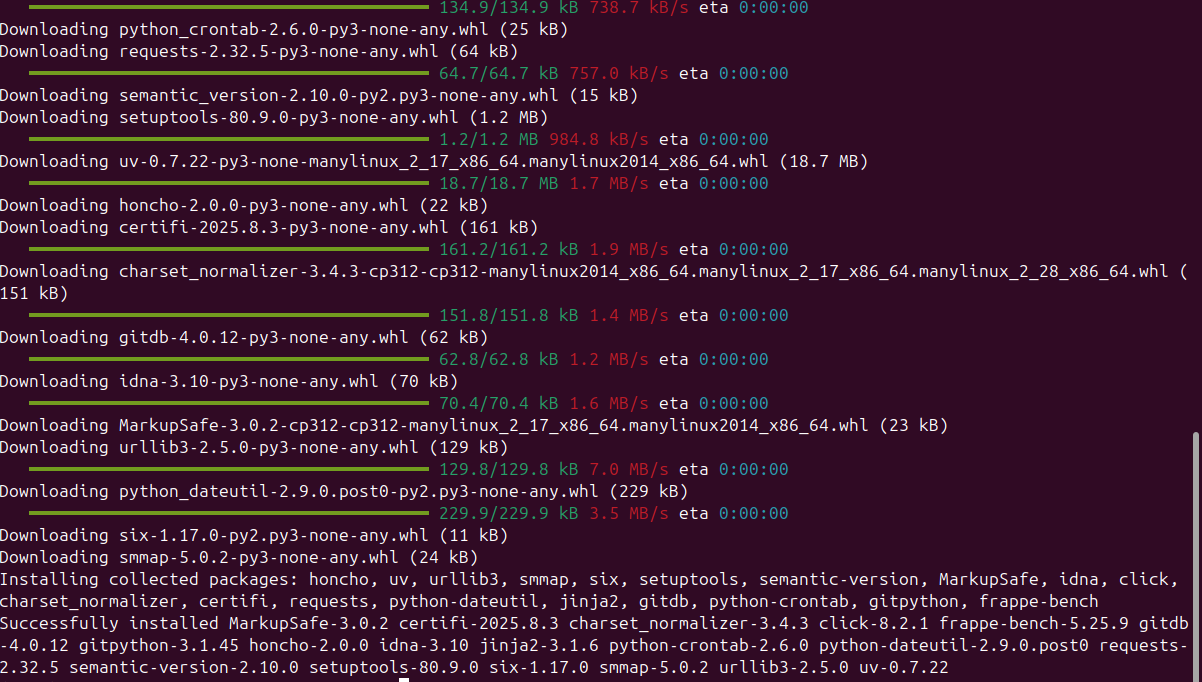 134.9/134.9 kB 738.7 kB/s eta 0:00:00
Downloading python_crontab-2.6.0-py3-none-any.whl (25 kB)
Downloading requests-2.32.5-py3-none-any.whl (64 kB)
64.7/64.7 kB 757.0 kB/s eta 0:00:00
Downloading semantic_version-2.10.0-py2.py3-none-any.whl (15 kB)
Downloading setuptools-80.9.0-py3-none-any.whl (1.2 MB)
1.2/1.2 MB 984.8 kB/s eta 0:00:00
Downloading uv-0.7.22-py3-none-manylinux_2_17_x86_64.manylinux2014_x86_64.whl (18.7 MB)
18.7/18.7 MB 1.7 MB/s eta 0:00:00
Downloading honcho-2.0.0-py3-none-any.whl (22 kB)
Downloading certifi-2025.8.3-py3-none-any.whl (161 kB)
161.2/161.2 kB 1.9 MB/s eta 0:00:00
Downloading charset_normalizer-3.4.3-cp312-cp312-manylinux2014_x86_64.manylinux_2_17_x86_64.manylinux_2_28_x86_64.whl (
151 kB)
151.8/151.8 kB 1.4 MB/s eta 0:00:00
Downloading gitdb-4.0.12-py3-none-any.whl (62 kB)
62.8/62.8 kB 1.2 MB/s eta 0:00:00
Downloading idna-3.10-py3-none-any.whl (70 kB)
70.4/70.4 kB 1.6 MB/s eta 0:00:00
Downloading MarkupSafe-3.0.2-cp312-cp312-manylinux_2_17_x86_64.manylinux2014_x86_64.whl (23 kB)
Downloading urllib3-2.5.0-py3-none-any.whl (129 kB)
129.8/129.8 kB 7.0 MB/s eta 0:00:00
Downloading python_dateutil-2.9.0.post0-py2.py3-none-any.whl (229 kB)
229.9/229.9 kB 3.5 MB/s eta 0:00:00
Downloading six-1.17.0-py2.py3-none-any.whl (11 kB)
Downloading smmap-5.0.2-py3-none-any.whl (24 kB)
Installing collected packages: honcho, uv, urllib3, smmap, six, setuptools, semantic-version, MarkupSafe, idna, click,
charset_normalizer, certifi, requests, python-dateutil, jinja2, gitdb, python-crontab, gitpython, frappe-bench
Successfully installed MarkupSafe-3.0.2 certifi-2025.8.3 charset_normalizer-3.4.3 click-8.2.1 frappe-bench-5.25.9 gitdb
-4.0.12 gitpython-3.1.45 honcho-2.0.0 idna-3.10 jinja2-3.1.6 python-crontab-2.6.0 python-dateutil-2.9.0.post0 requests-
2.32.5 semantic-version-2.10.0 setuptools-80.9.0 six-1.17.0 smmap-5.0.2 urllib3-2.5.0 uv-0.7.22